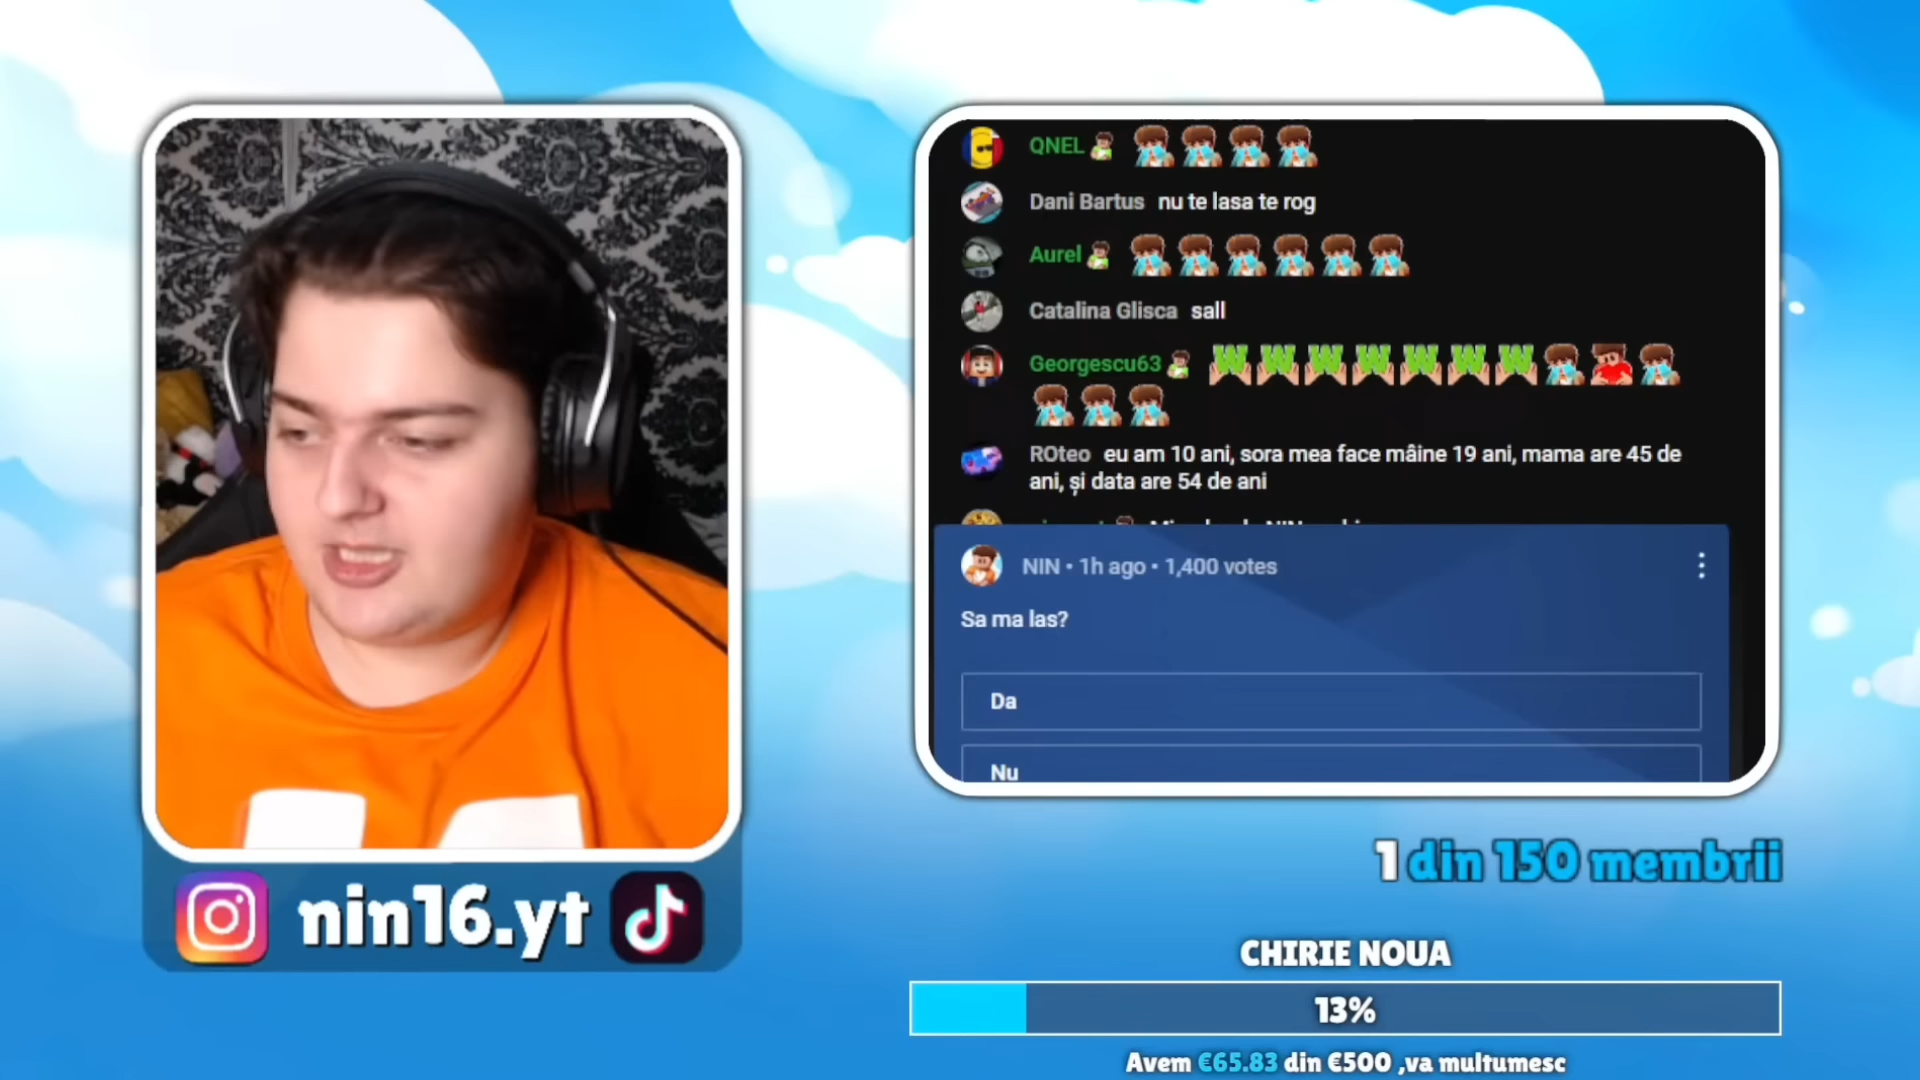 QNEL
Dani Bartus nu te lasa te rog
Aurel
Catalina Glisca sall
Georgescu63 W W W W W W W
ROteo eu am 10 ani, sora mea face mâine 19 ani, mama are 45 de
ani, și data are 54 de ani
NIN • 1h ago • 1,400 votes
Sa ma las?
Da
Nu
nin16.yt
1 din 150 membrii
CHIRIE NOUA
13%
Avem €65.83 din €500 ,va multumesc